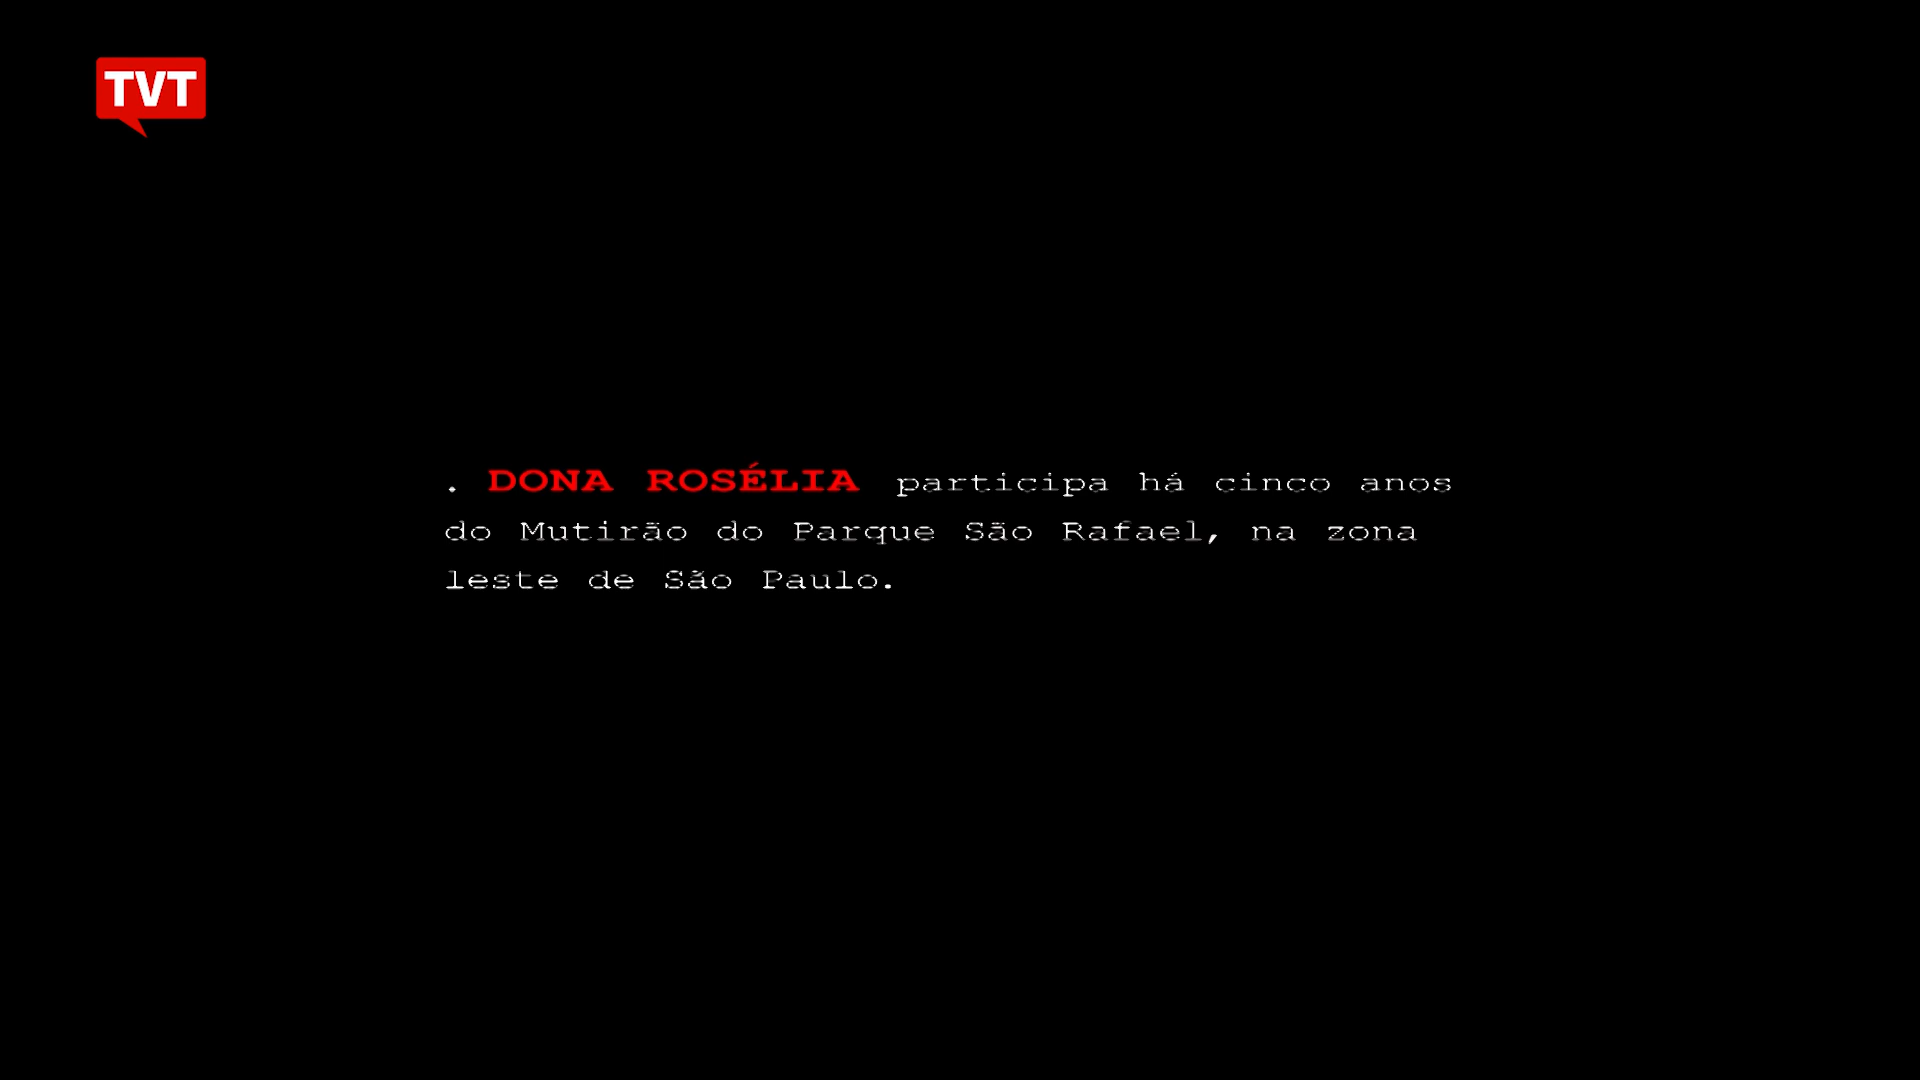 TVT
. DONA ROSÉLIA participa há cinco anos
do Mutirão do Parque São Rafael, na zona
leste de São Paulo.